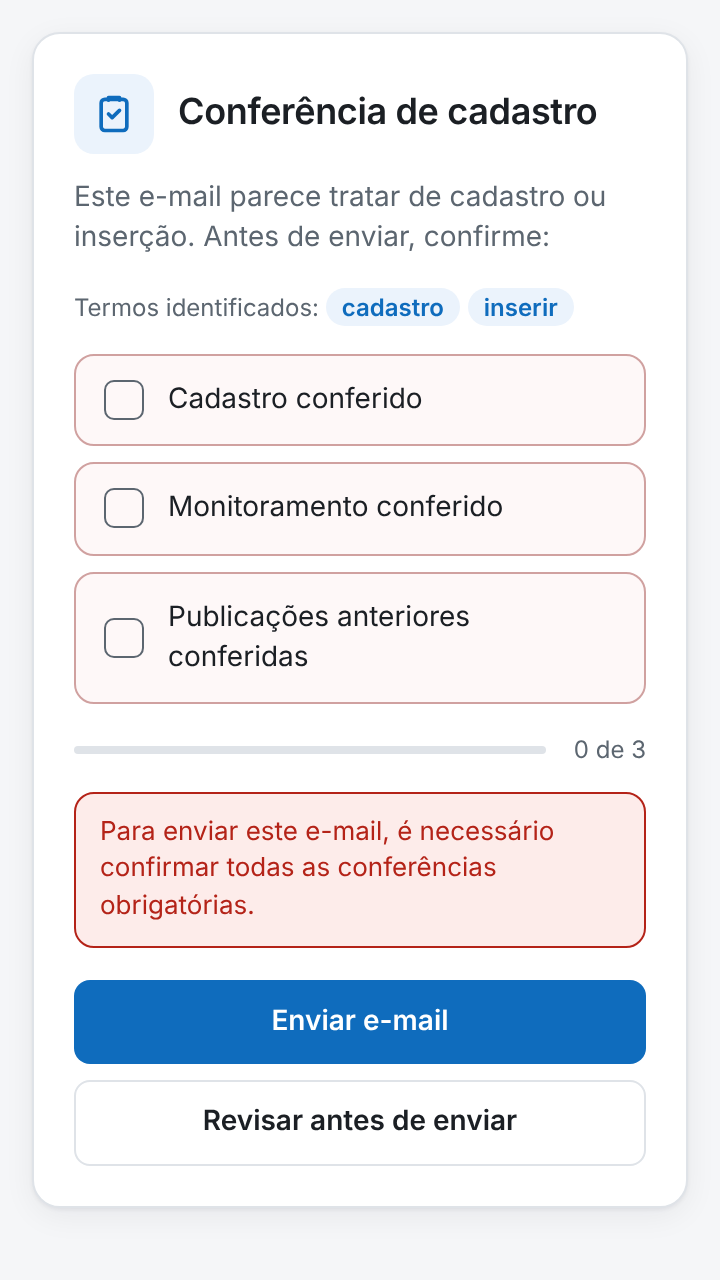 Conferência de cadastro
Este e-mail parece tratar de cadastro ou
inserção. Antes de enviar, confirme:
Termos identificados: cadastro inserir
Cadastro conferido
Monitoramento conferido
Publicações anteriores
conferidas
0 de 3
Para enviar este e-mail, é necessário
confirmar todas as conferências
obrigatórias.
Enviar e-mail
Revisar antes de enviar